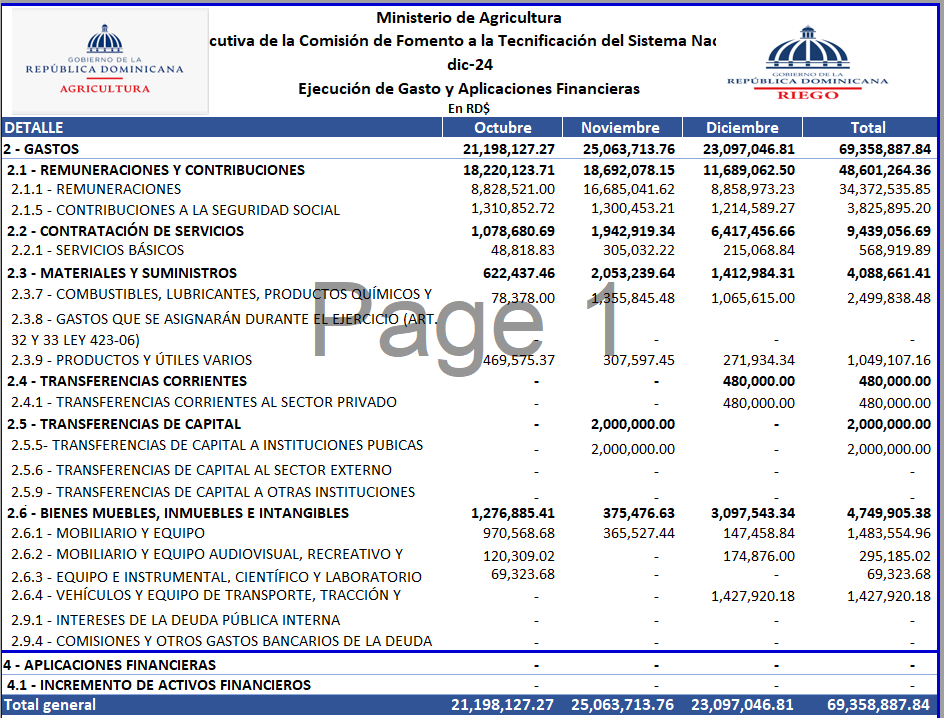 Ministerio de Agricultura
cutiva de la Comisión de Fomento a la Tecnificación del Sistema Nac
dic-24
Ejecución de Gasto y Aplicaciones Financieras
En RD$
GOBIERNO DE LA
REPÚBLICA DOMINICANA
AGRICULTURA
GOBIERNO DE LA
REPÚBLICA DOMINICANA
RIEGO
DETALLE Octubre Noviembre Diciembre Total
2 - GASTOS 21,198,127.27 25,063,713.76 23,097,046.81 69,358,887.84
2.1 - REMUNERACIONES Y CONTRIBUCIONES 18,220,123.71 18,692,078.15 11,689,062.50 48,601,264.36
2.1.1 - REMUNERACIONES 8,828,521.00 16,685,041.62 8,858,973.23 34,372,535.85
2.1.5 - CONTRIBUCIONES A LA SEGURIDAD SOCIAL 1,310,852.72 1,300,453.21 1,214,589.27 3,825,895.20
2.2 - CONTRATACIÓN DE SERVICIOS 1,078,680.69 1,942,919.34 6,417,456.66 9,439,056.69
2.2.1 - SERVICIOS BÁSICOS 48,818.83 305,032.22 215,068.84 568,919.89
2.3 - MATERIALES Y SUMINISTROS 622,437.46 2,053,239.64 1,412,984.31 4,088,661.41
2.3.7 - COMBUSTIBLES, LUBRICANTES, PRODUCTOS QUÍMICOS Y 78,378.00 1,355,845.48 1,065,615.00 2,499,838.48
2.3.8 - GASTOS QUE SE ASIGNARÁN DURANTE EL EJERCICIO (ART.
32 Y 33 LEY 423-06) - - - -
2.3.9 - PRODUCTOS Y ÚTILES VARIOS 469,575.37 307,597.45 271,934.34 1,049,107.16
2.4 - TRANSFERENCIAS CORRIENTES - - 480,000.00 480,000.00
2.4.1 - TRANSFERENCIAS CORRIENTES AL SECTOR PRIVADO - - 480,000.00 480,000.00
2.5 - TRANSFERENCIAS DE CAPITAL - 2,000,000.00 - 2,000,000.00
2.5.5- TRANSFERENCIAS DE CAPITAL A INSTITUCIONES PUBICAS - 2,000,000.00 - 2,000,000.00
2.5.6 - TRANSFERENCIAS DE CAPITAL AL SECTOR EXTERNO - - - -
2.5.9 - TRANSFERENCIAS DE CAPITAL A OTRAS INSTITUCIONES - - - -
2.6 - BIENES MUEBLES, INMUEBLES E INTANGIBLES 1,276,885.41 375,476.63 3,097,543.34 4,749,905.38
2.6.1 - MOBILIARIO Y EQUIPO 970,568.68 365,527.44 147,458.84 1,483,554.96
2.6.2 - MOBILIARIO Y EQUIPO AUDIOVISUAL, RECREATIVO Y 120,309.02 - 174,876.00 295,185.02
2.6.3 - EQUIPO E INSTRUMENTAL, CIENTÍFICO Y LABORATORIO 69,323.68 - - 69,323.68
2.6.4 - VEHÍCULOS Y EQUIPO DE TRANSPORTE, TRACCIÓN Y - - 1,427,920.18 1,427,920.18
2.9.1 - INTERESES DE LA DEUDA PÚBLICA INTERNA - - - -
2.9.4 - COMISIONES Y OTROS GASTOS BANCARIOS DE LA DEUDA - - - -
4 - APLICACIONES FINANCIERAS - - - -
4.1 - INCREMENTO DE ACTIVOS FINANCIEROS - - - -
Total general 21,198,127.27 25,063,713.76 23,097,046.81 69,358,887.84
Page 1